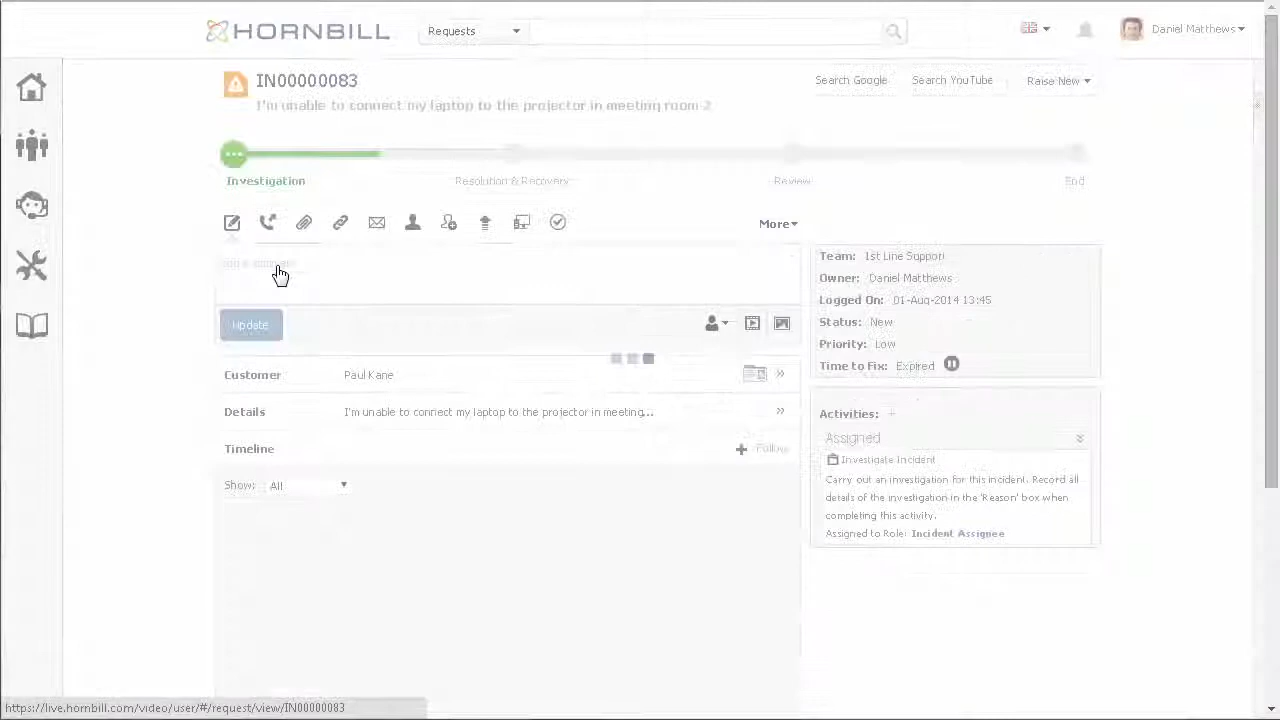 HORNBILL
Requests
Daniel Matthews
IN00000083
Search Google
Search YouTube
Raise New
I'm unable to connect my laptop to the projector in meeting room 2
Investigation
Resolution & Recovery
Review
End
More
Add a comment
Update
Team: 1st Line Support
Owner: Daniel Matthews
Logged On: 01-Aug-2014 13:45
Status: New
Priority: Low
Time to Fix: Expired
Customer Paul Kane
Details I'm unable to connect my laptop to the projector in meeting...
Timeline
Follow
Show: All
Activities: +
Assigned
Investigate Incident
Carry out an investigation for this incident. Record all
details of the investigation in the 'Reason' box when
completing this activity.
Assigned to Role: Incident Assignee
https://live.hornbill.com/video/user/#/request/view/IN00000083